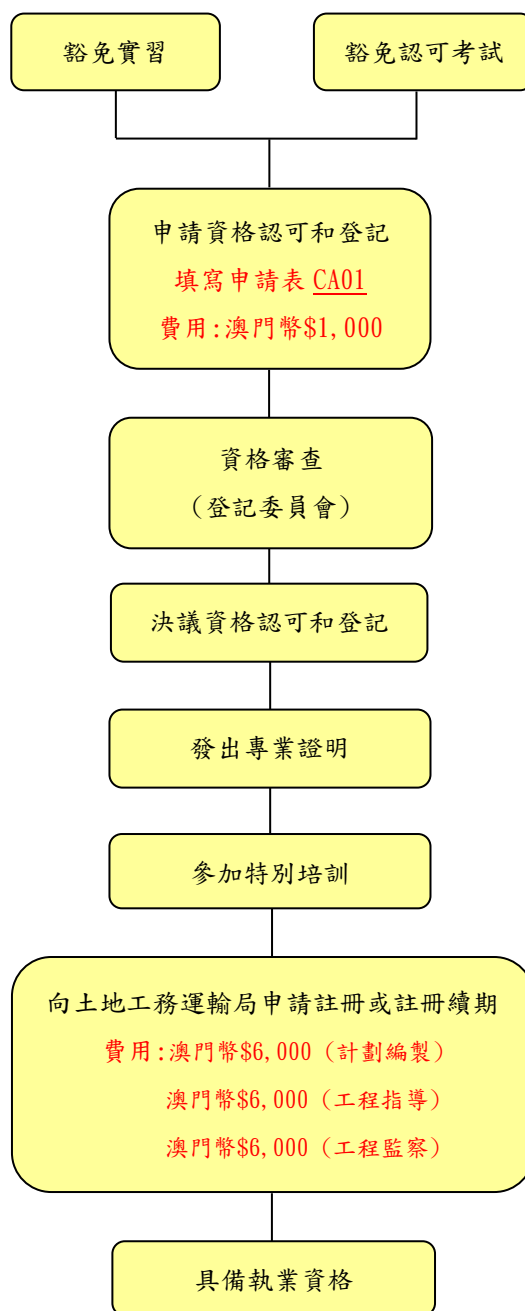 豁免實習
豁免認可考試
申請資格認可和登記
填寫申請表 CA01
費用:澳門幣$1,000
資格審查
(登記委員會)
決議資格認可和登記
發出專業證明
參加特別培訓
向土地工務運輸局申請註冊或註冊續期
費用:澳門幣$6,000 (計劃編製)
澳門幣$6,000 (工程指導)
澳門幣$6,000 (工程監察)
具備執業資格